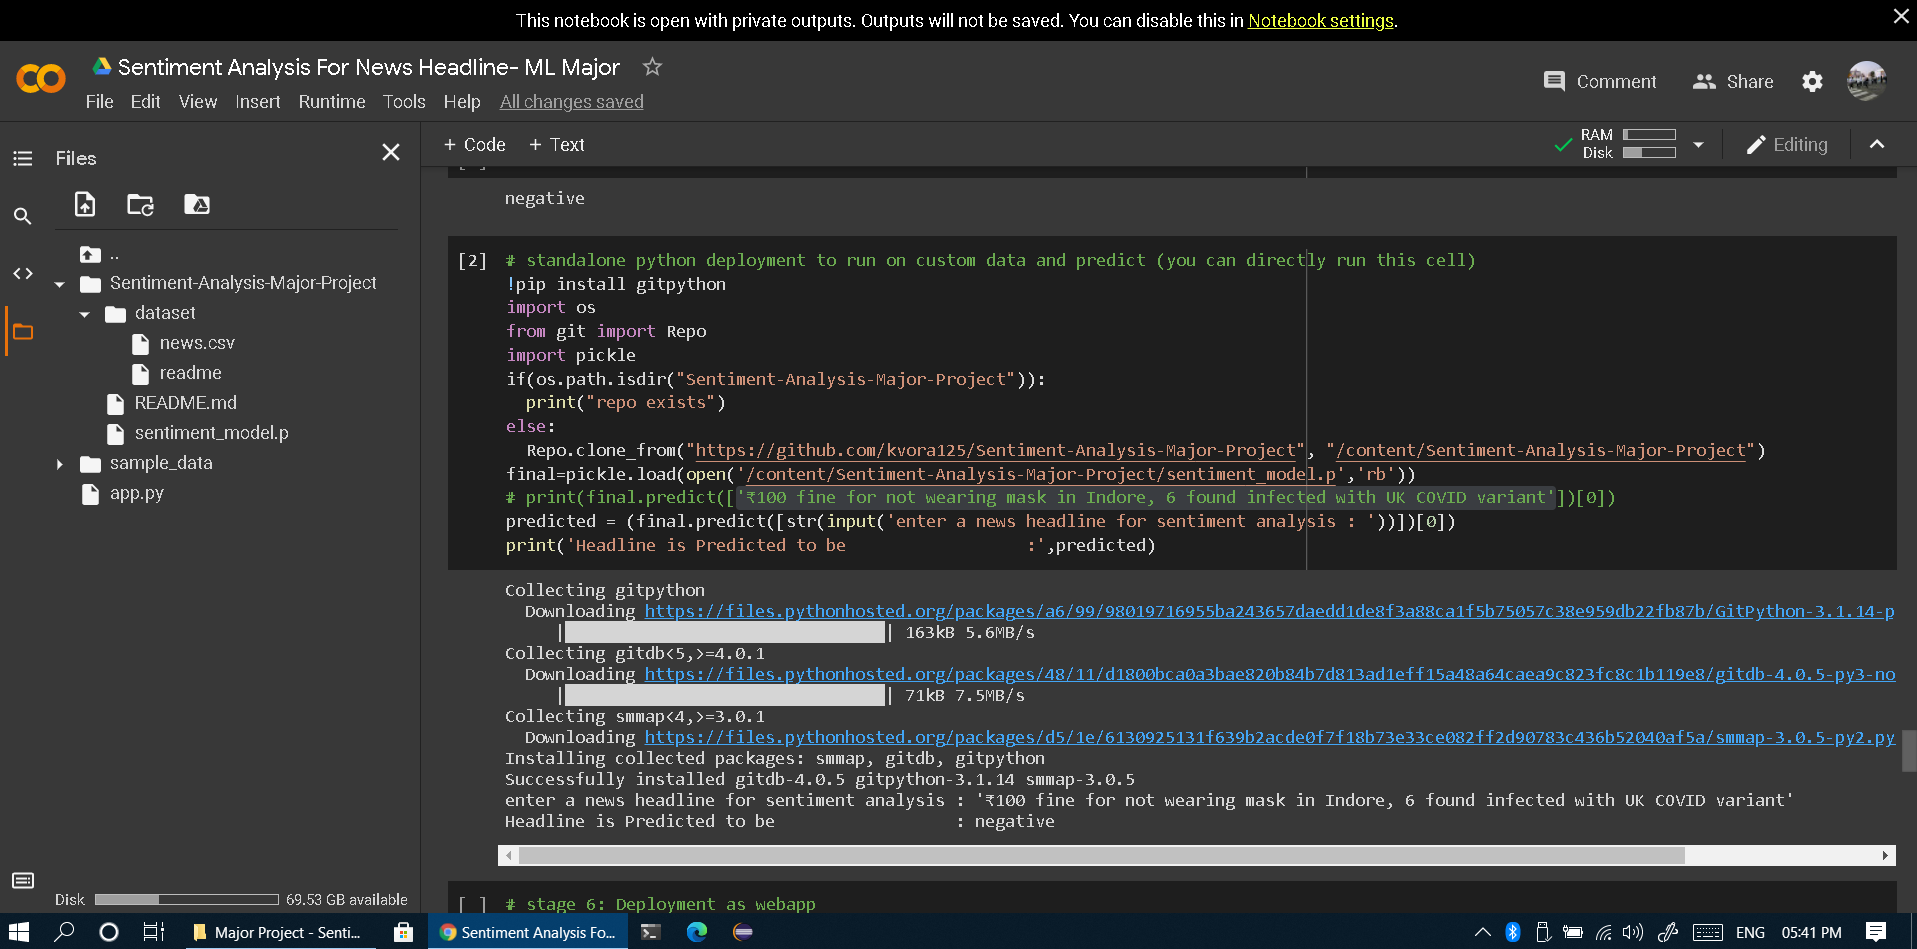 This notebook is open with private outputs. Outputs will not be saved. You can disable this in Notebook settings.
Sentiment Analysis For News Headline- ML Major
File Edit View Insert Runtime Tools Help All changes saved
Comment Share
Files
+ Code + Text
RAM
Disk
Editing
..
Sentiment-Analysis-Major-Project
dataset
news.csv
readme
README.md
sentiment_model.p
sample_data
app.py
Disk 69.53 GB available
negative
[2] # standalone python deployment to run on custom data and predict (you can directly run this cell)
!pip install gitpython
import os
from git import Repo
import pickle
if(os.path.isdir("Sentiment-Analysis-Major-Project")):
  print("repo exists")
else:
  Repo.clone_from("https://github.com/kvora125/Sentiment-Analysis-Major-Project", "/content/Sentiment-Analysis-Major-Project")
final=pickle.load(open('/content/Sentiment-Analysis-Major-Project/sentiment_model.p','rb'))
# print(final.predict(['₹100 fine for not wearing mask in Indore, 6 found infected with UK COVID variant'])[0])
predicted = (final.predict([str(input('enter a news headline for sentiment analysis : '))])[0])
print('Headline is Predicted to be                  :',predicted)
Collecting gitpython
  Downloading https://files.pythonhosted.org/packages/a6/99/98019716955ba243657daedd1de8f3a88ca1f5b75057c38e959db22fb87b/GitPython-3.1.14-p
| | 163kB 5.6MB/s
Collecting gitdb<5,>=4.0.1
  Downloading https://files.pythonhosted.org/packages/48/11/d1800bca0a3bae820b84b7d813ad1eff15a48a64caea9c823fc8c1b119e8/gitdb-4.0.5-py3-no
| | 71kB 7.5MB/s
Collecting smmap<4,>=3.0.1
  Downloading https://files.pythonhosted.org/packages/d5/1e/6130925131f639b2acde0f7f18b73e33ce082ff2d90783c436b52040af5a/smmap-3.0.5-py2.py
Installing collected packages: smmap, gitdb, gitpython
Successfully installed gitdb-4.0.5 gitpython-3.1.14 smmap-3.0.5
enter a news headline for sentiment analysis : '₹100 fine for not wearing mask in Indore, 6 found infected with UK COVID variant'
Headline is Predicted to be                  : negative
[ ] # stage 6: Deployment as webapp
Major Project - Senti...
Sentiment Analysis Fo...
ENG 05:41 PM